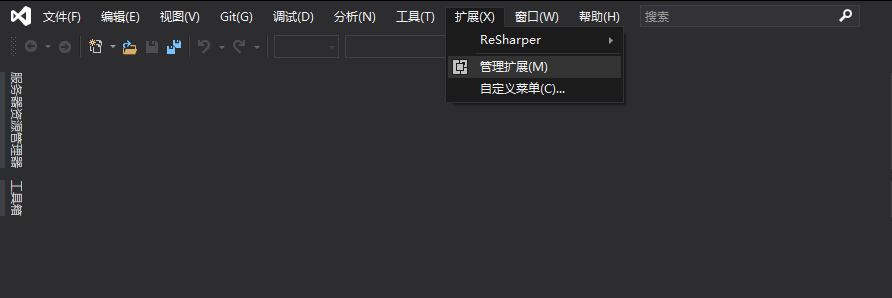 文件(F) 编辑(E) 视图(V) Git(G) 调试(D) 分析(N) 工具(T) 扩展(X) 窗口(W) 帮助(H) 搜索
ReSharper
管理扩展(M)
自定义菜单(C)...
服务器资源管理器
工具箱